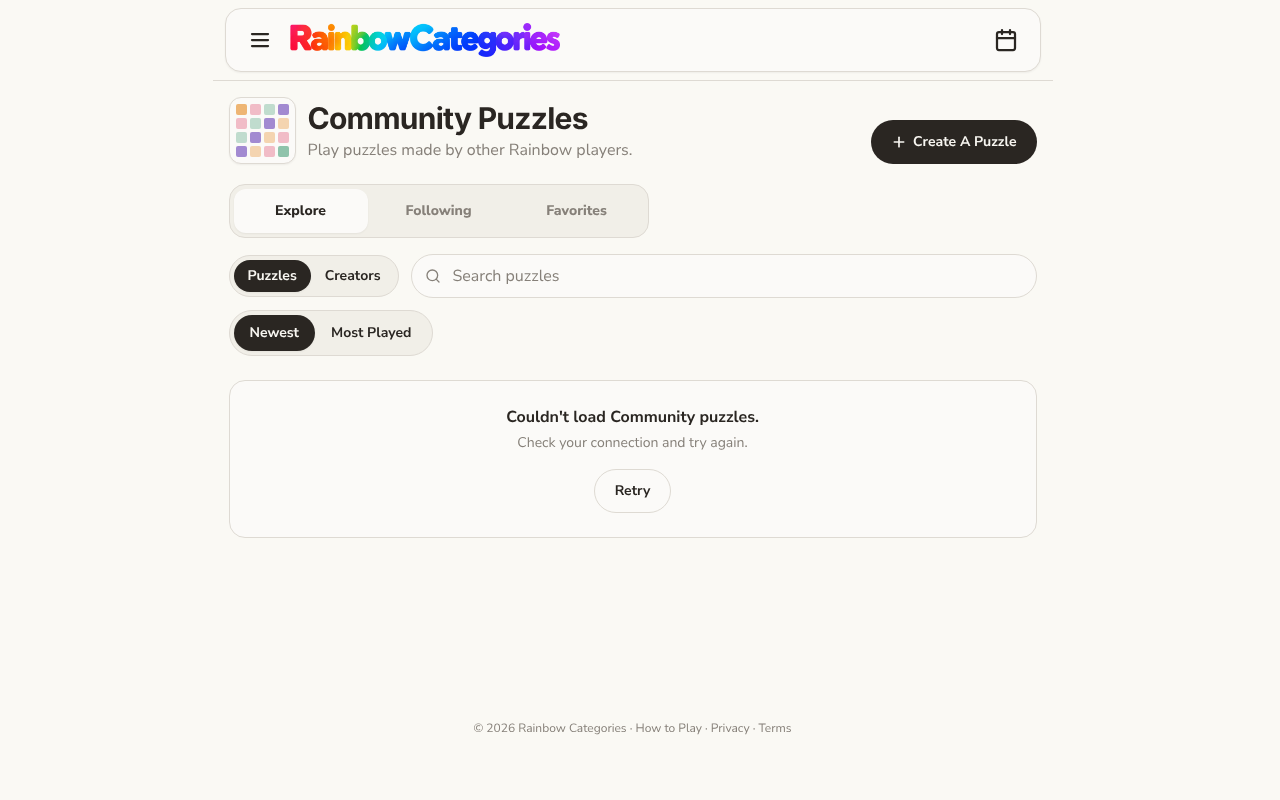 RainbowCategories
Community Puzzles
Play puzzles made by other Rainbow players.
Create A Puzzle
Explore
Following
Favorites
Puzzles
Creators
Search puzzles
Newest
Most Played
Couldn't load Community puzzles.
Check your connection and try again.
Retry
© 2026 Rainbow Categories · How to Play · Privacy · Terms